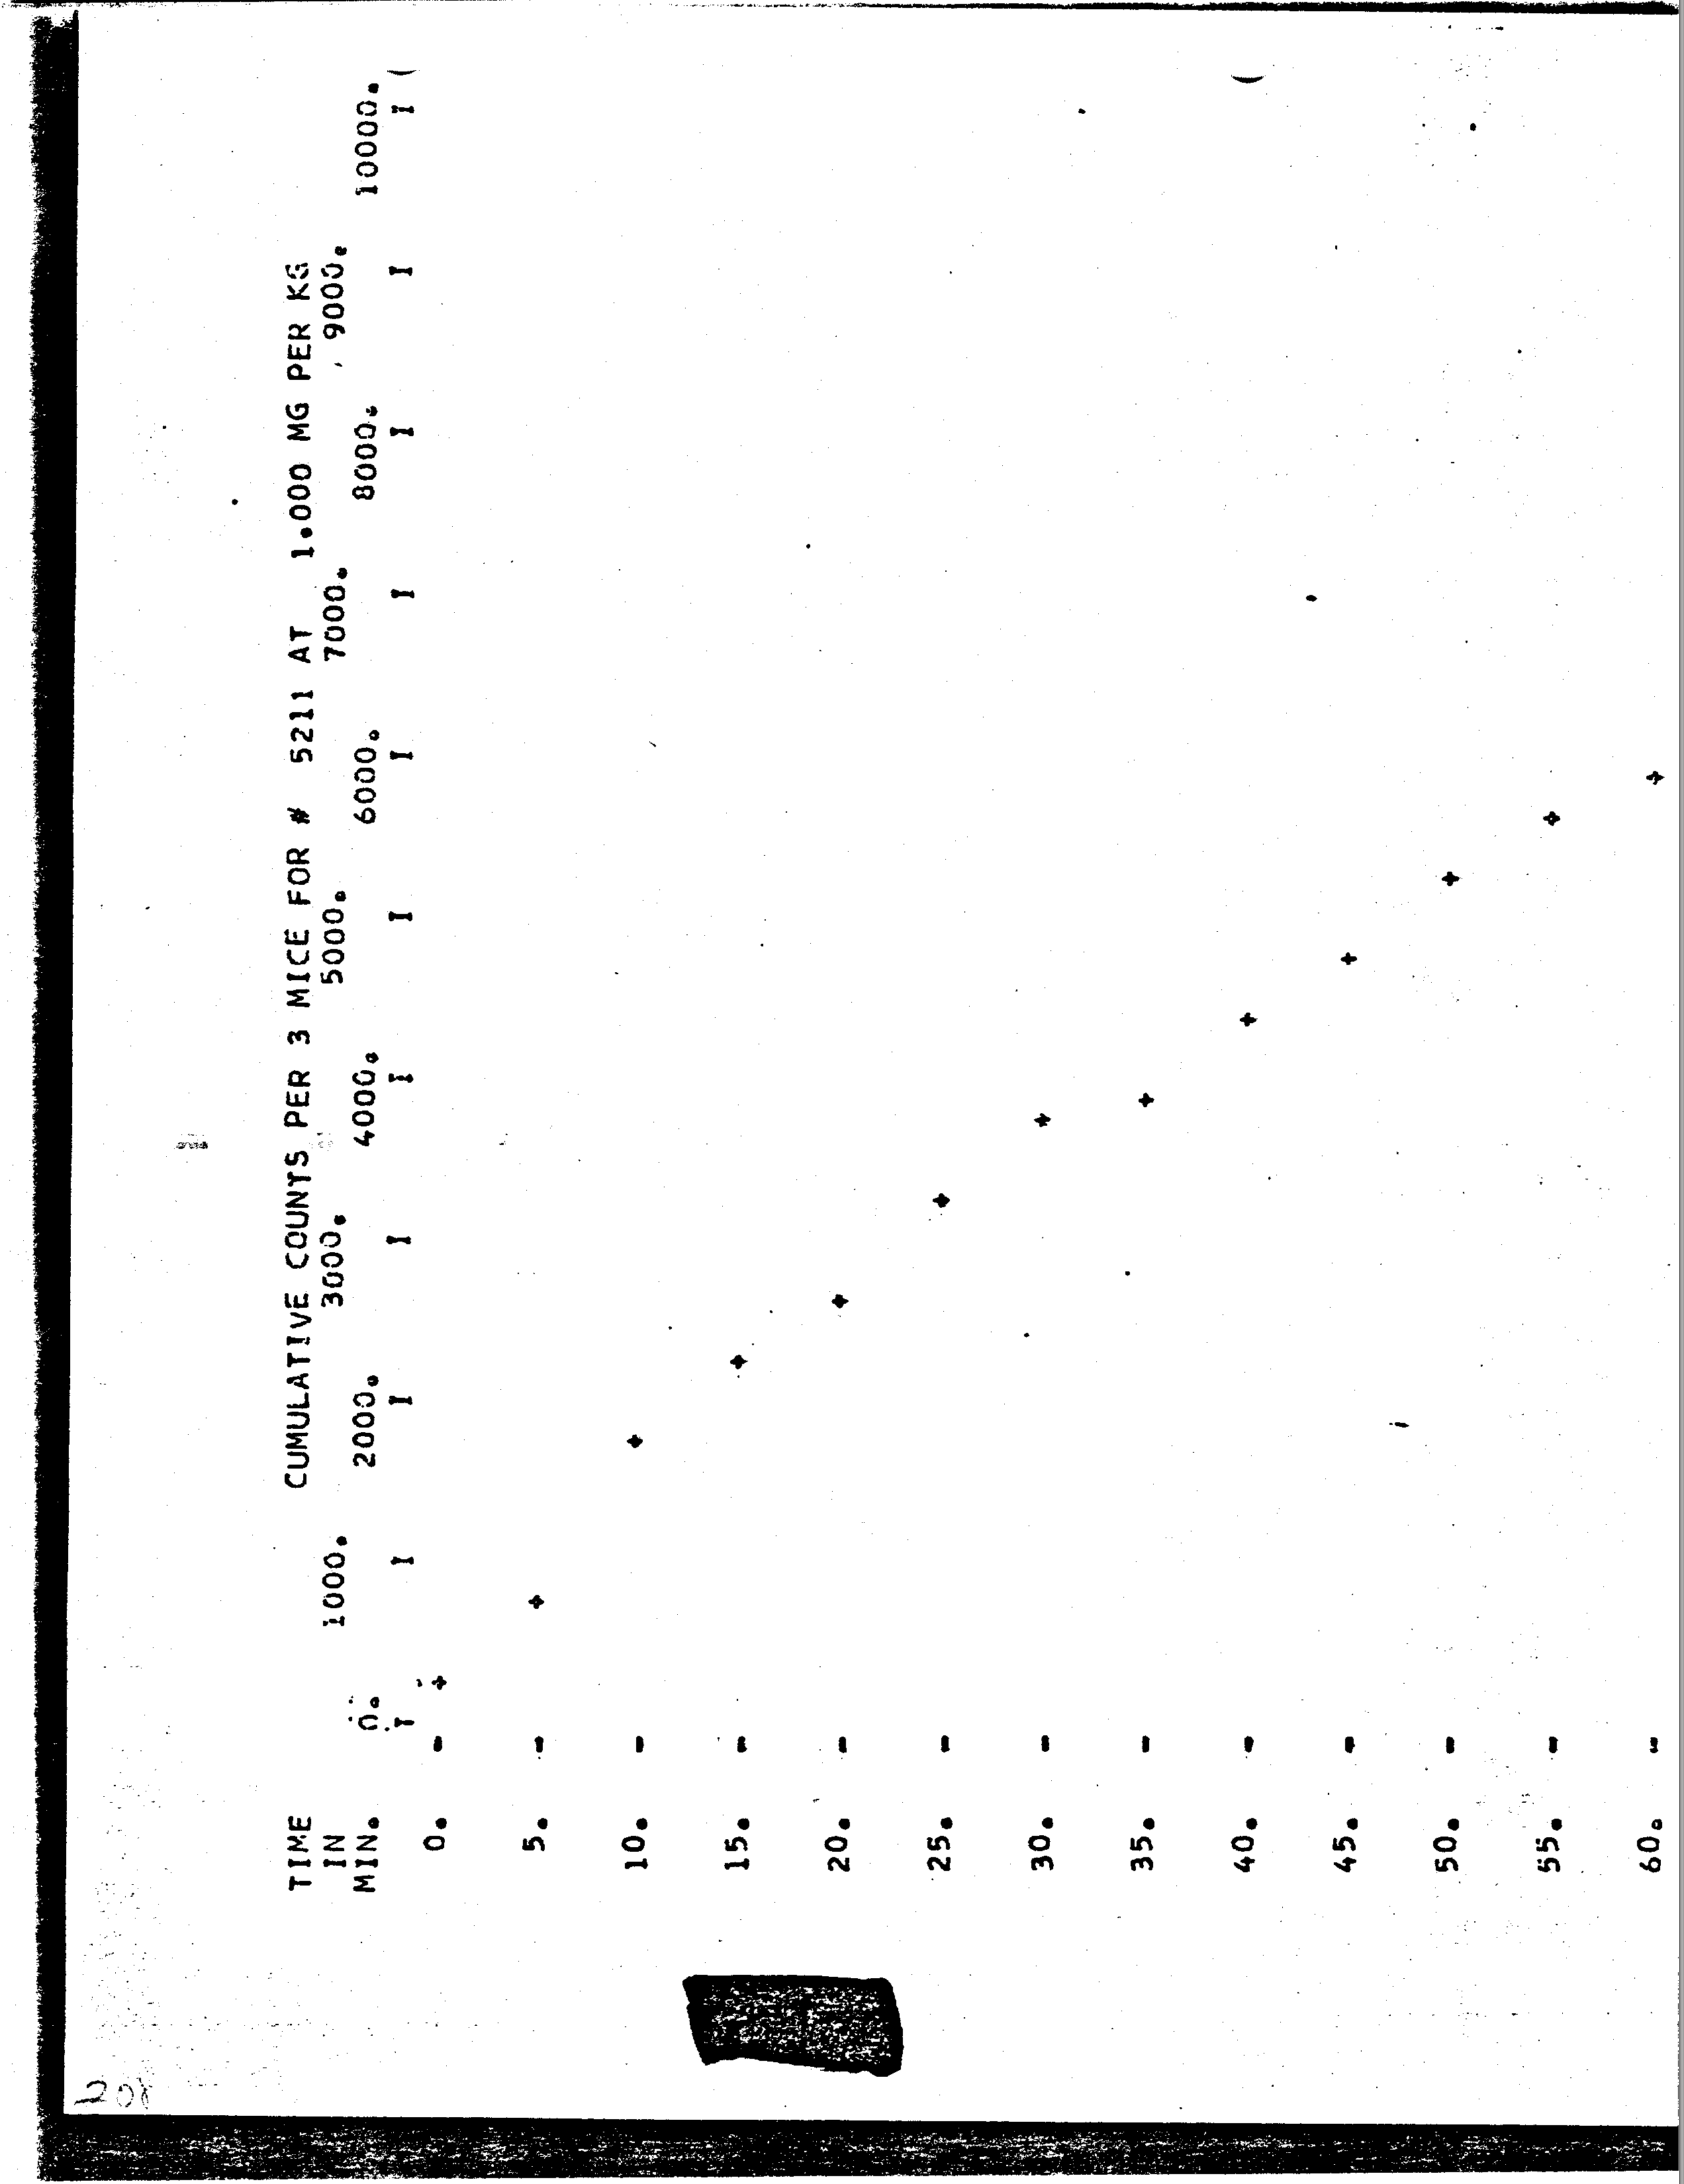 TIME CUMULATIVE COUNTS PER 3 MICE FOR # 5211 AT 1.000 MG PER KG
IN 1000. 3000. 5000. 7000. 9000.
MIN. 0. 2000. 4000. 6000. 8000. 10000.
I I I I I I I I I I I
0. - +
5. - +
10. - +
15. - +
20. - +
25. - +
30. - +
35. - +
40. - +
45. - +
50. - +
55. - +
60. - +
208